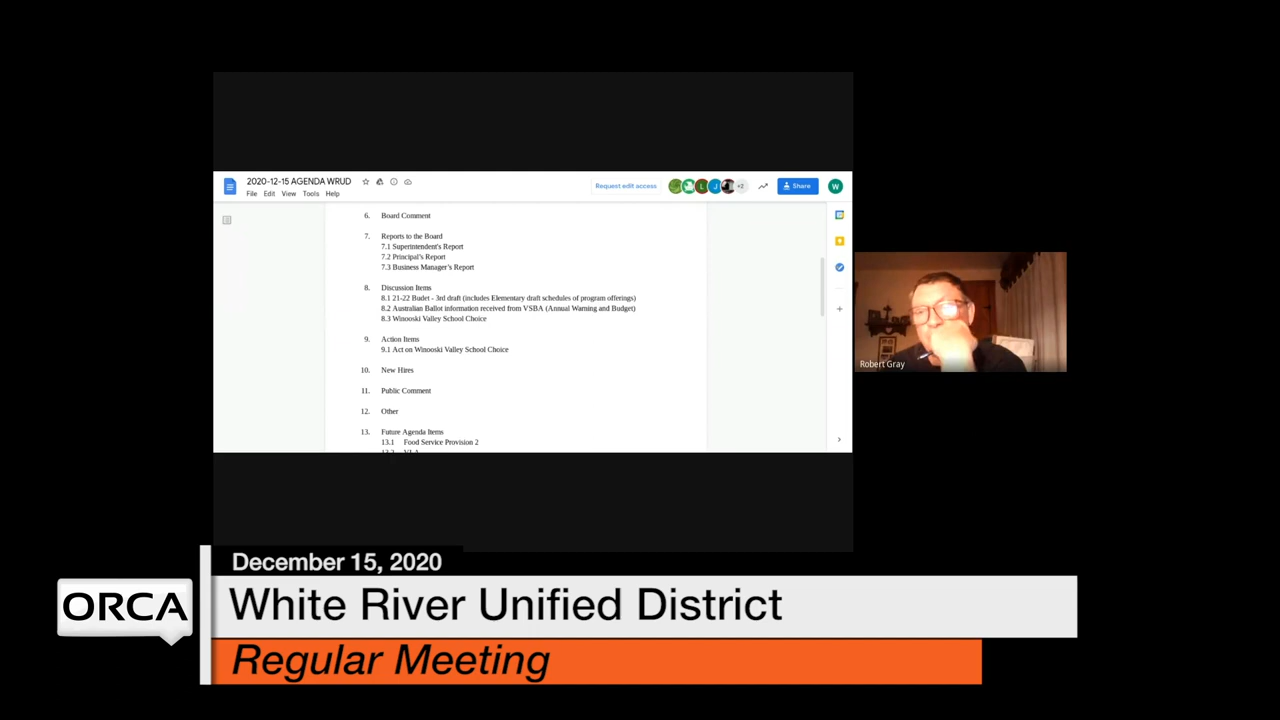 2020-12-15 AGENDA WRUD
File Edit View Tools Help
Request edit access
L
J
+2
Share
W
6. Board Comment
7. Reports to the Board
7.1 Superintendent's Report
7.2 Principal's Report
7.3 Business Manager's Report
8. Discussion Items
8.1 21-22 Budet - 3rd draft (includes Elementary draft schedules of program offerings)
8.2 Australian Ballot information received from VSBA (Annual Warning and Budget)
8.3 Winooski Valley School Choice
9. Action Items
9.1 Act on Winooski Valley School Choice
10. New Hires
11. Public Comment
12. Other
13. Future Agenda Items
13.1 Food Service Provision 2
Robert Gray
December 15, 2020
ORCA
White River Unified District
Regular Meeting